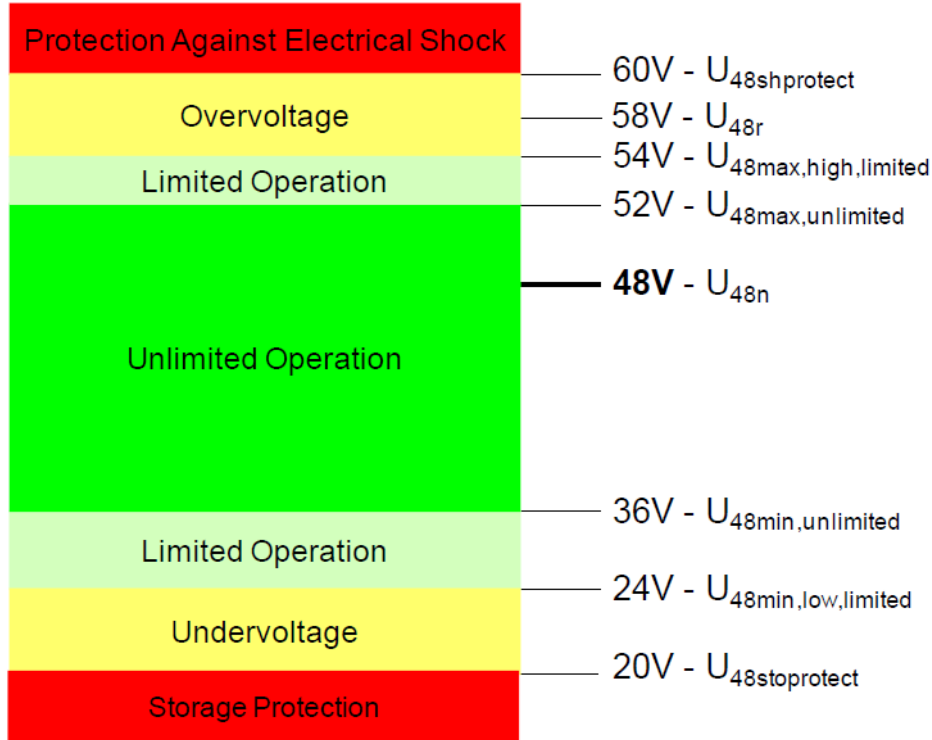 Protection Against Electrical Shock
60V - U48shprotect
Overvoltage
58V - U48r
54V - U48max,high,limited
Limited Operation
52V - U48max,unlimited
48V - U48n
Unlimited Operation
36V - U48min,unlimited
Limited Operation
24V - U48min,low,limited
Undervoltage
20V - U48stoprotect
Storage Protection